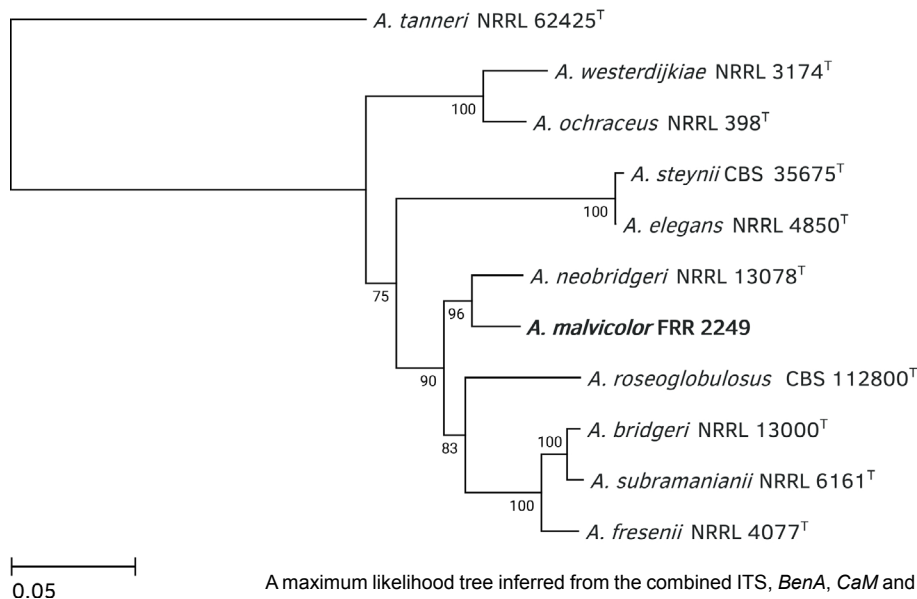 A. tanneri NRRL 62425ᵀ
A. westerdijkiae NRRL 3174ᵀ
100
A. ochraceus NRRL 398ᵀ
A. steynii CBS 35675ᵀ
100
A. elegans NRRL 4850ᵀ
A. neobridgeri NRRL 13078ᵀ
75
96
A. malvicolor FRR 2249
90
A. roseoglobulosus CBS 112800ᵀ
A. bridgeri NRRL 13000ᵀ
100
83
A. subramanianii NRRL 6161ᵀ
100
A. fresenii NRRL 4077ᵀ
0.05
A maximum likelihood tree inferred from the combined ITS, BenA, CaM and